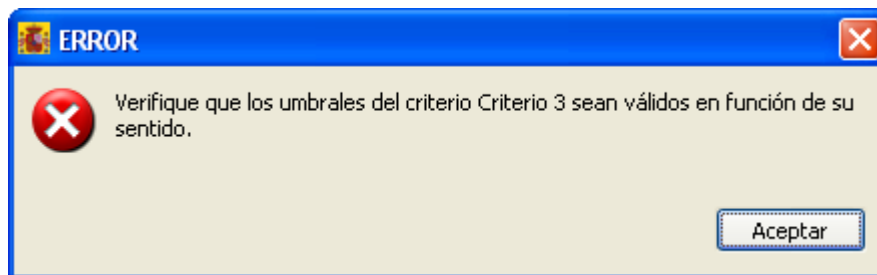 ERROR
Verifique que los umbrales del criterio Criterio 3 sean válidos en función de su
sentido.
Aceptar